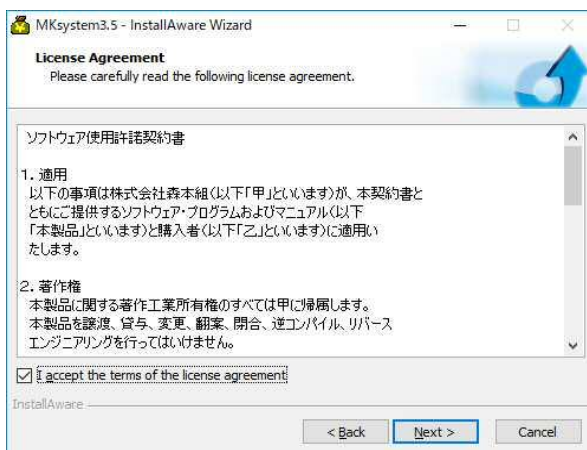 MKsystem3.5 - InstallAware Wizard
License Agreement
Please carefully read the following license agreement.
ソフトウェア使用許諾契約書
1. 適用
以下の事項は株式会社森本組(以下「甲」といいます)が、本契約書と
ともにご提供するソフトウェア・プログラムおよびマニュアル(以下
「本製品」といいます)と購入者(以下「乙」といいます)に適用い
たします。
2. 著作権
本製品に関する著作工業所有権のすべては甲に帰属します。
本製品を譲渡、貸与、変更、翻案、閉合、逆コンパイル、リバース
エンジニアリングを行ってはいけません。
I accept the terms of the license agreement
InstallAware
< Back
Next >
Cancel